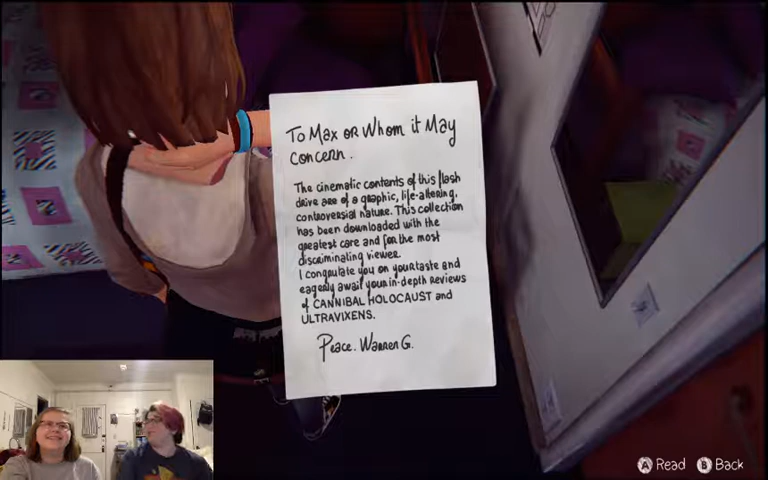 To Max or Whom it May
Concern.
The cinematic contents of this flash
drive are of a graphic, life-altering,
controversial nature. This collection
has been downloaded with the
greatest care and for the most
discriminating viewer.
I congulate you on your taste and
eagerly await your in-depth reviews
of CANNIBAL HOLOCAUST and
ULTRAVIXENS.
Peace. Warren G.
A Read B Back